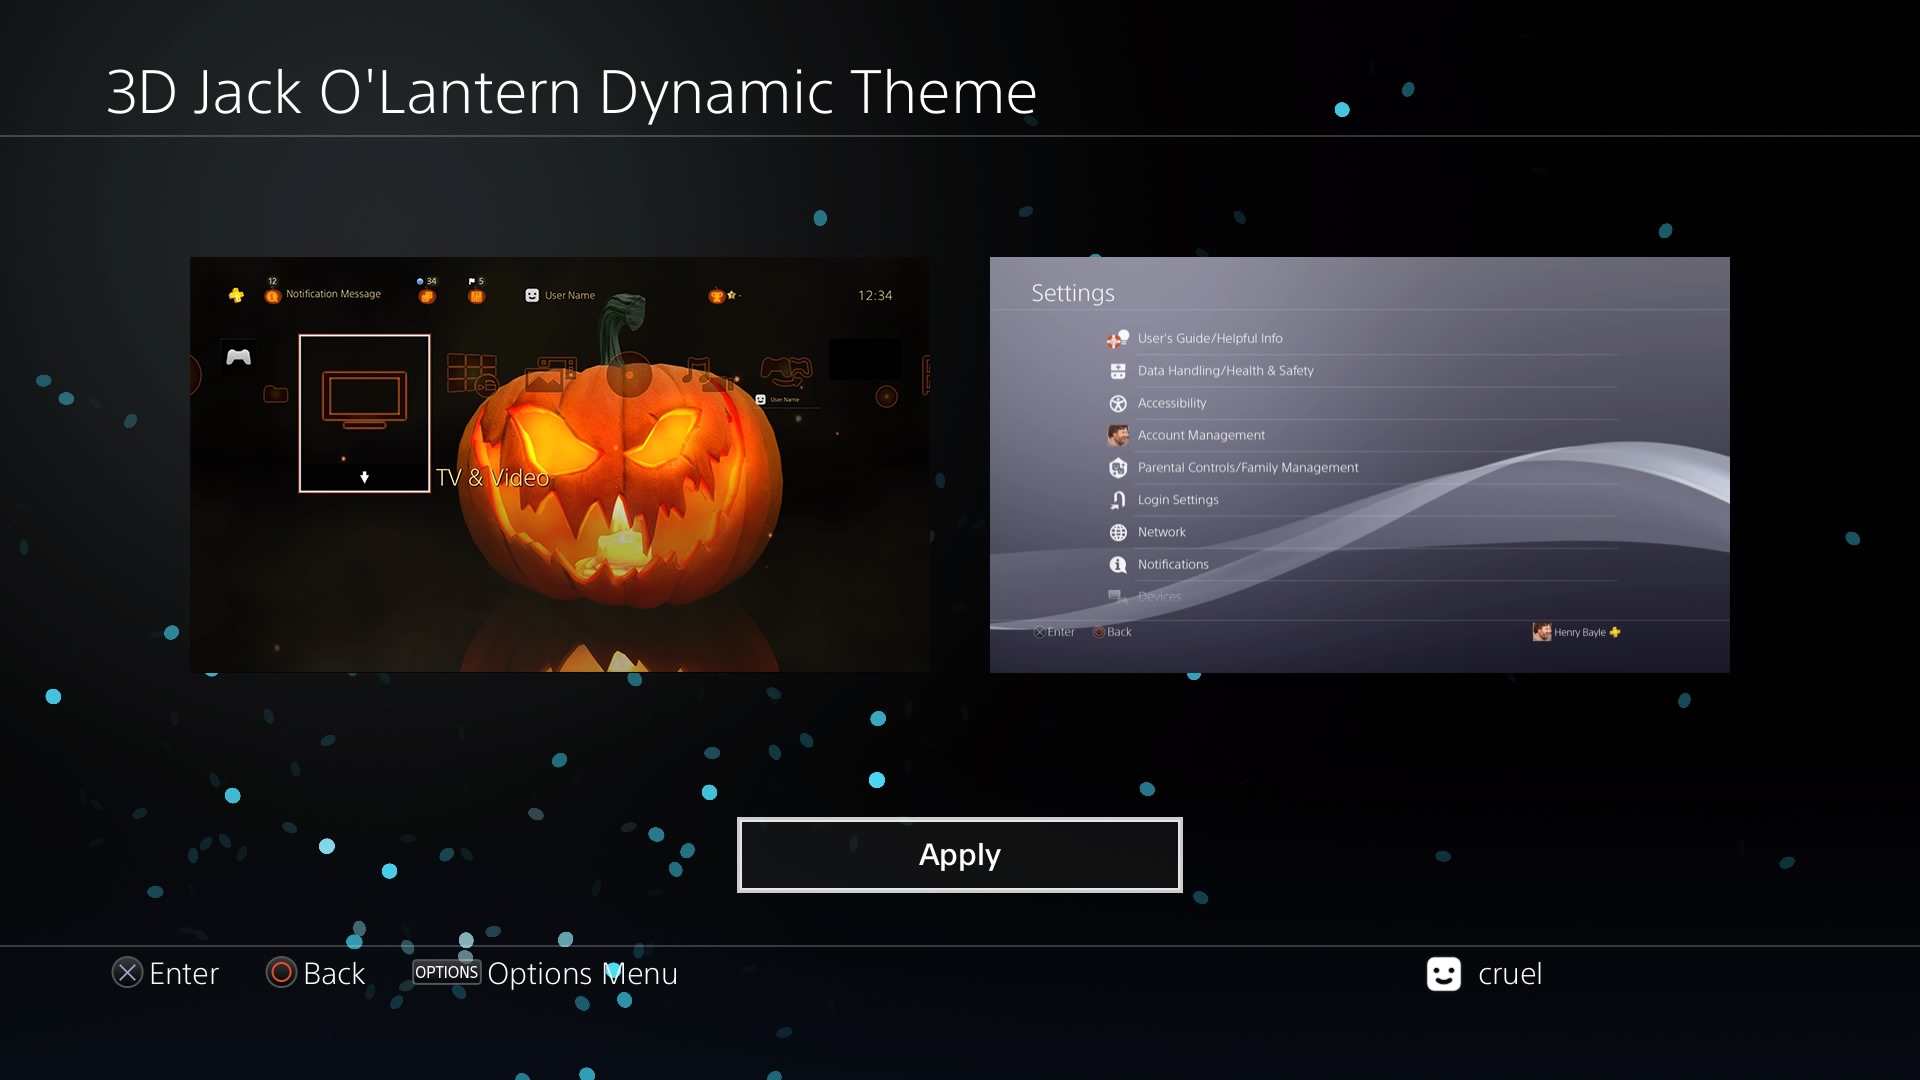 3D Jack O'Lantern Dynamic Theme
12
Notification Message
34
5
User Name
-
12:34
User Name
TV & Video
Settings
User's Guide/Helpful Info
Data Handling/Health & Safety
Accessibility
Account Management
Parental Controls/Family Management
Login Settings
Network
Notifications
Devices
Enter
Back
Henry Bayle
Apply
Enter
Back
OPTIONS Options Menu
cruel